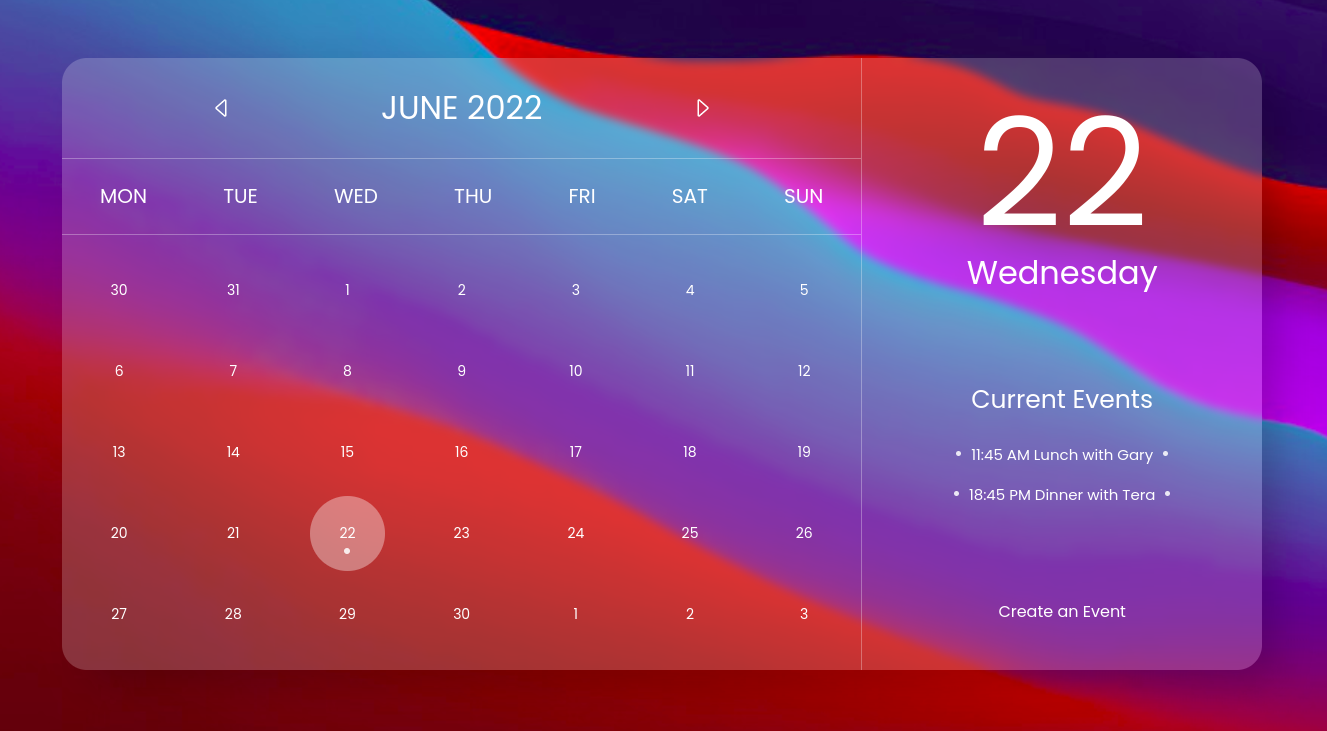 JUNE 2022
MON TUE WED THU FRI SAT SUN
30 31 1 2 3 4 5
6 7 8 9 10 11 12
13 14 15 16 17 18 19
20 21 22 23 24 25 26
27 28 29 30 1 2 3
22
Wednesday
Current Events
• 11:45 AM Lunch with Gary •
• 18:45 PM Dinner with Tera •
Create an Event